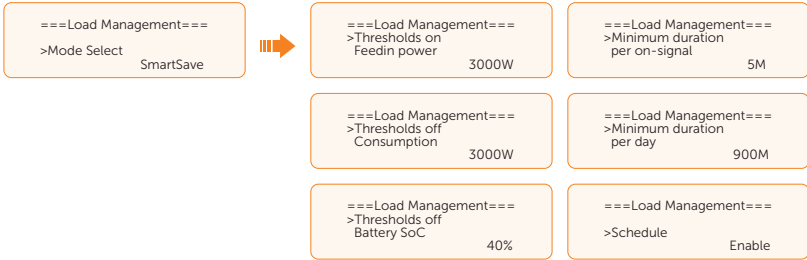 ===Load Management===
>Mode Select
SmartSave
===Load Management===
>Thresholds on
Feedin power
3000W
===Load Management===
>Minimum duration
per on-signal
5M
===Load Management===
>Thresholds off
Consumption
3000W
===Load Management===
>Minimum duration
per day
900M
===Load Management===
>Thresholds off
Battery SoC
40%
===Load Management===
>Schedule
Enable